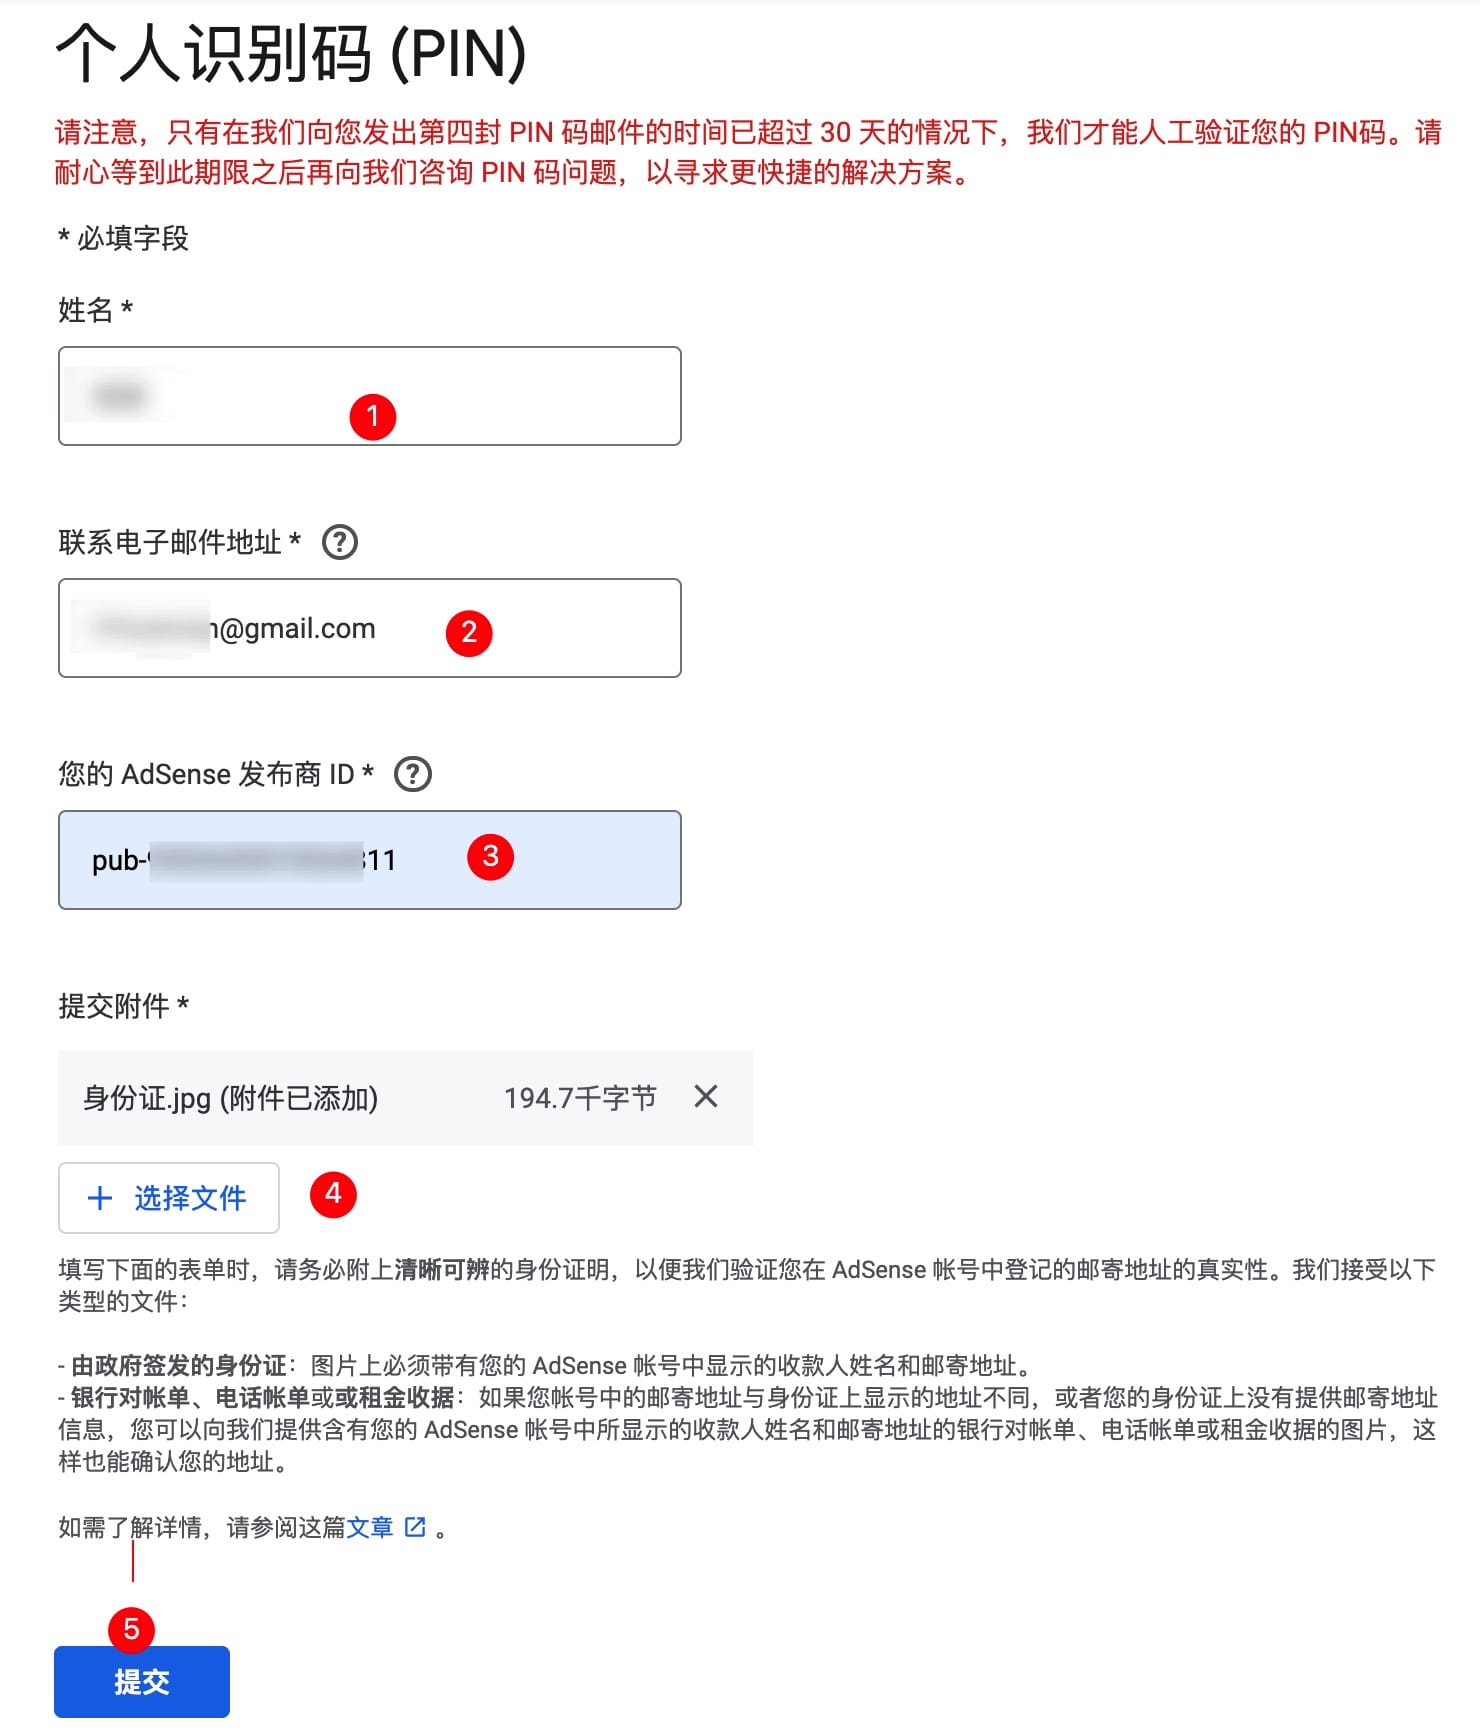 个人识别码 (PIN)
请注意，只有在我们向您发出第四封 PIN 码邮件的时间已超过 30 天的情况下，我们才能人工验证您的 PIN码。请
耐心等到此期限之后再向我们咨询 PIN 码问题，以寻求更快捷的解决方案。
* 必填字段
姓名 *
1
联系电子邮件地址 * ?
@gmail.com
2
您的 AdSense 发布商 ID * ?
pub-
11
3
提交附件 *
身份证.jpg (附件已添加) 194.7千字节 ×
+ 选择文件
4
填写下面的表单时，请务必附上清晰可辨的身份证明，以便我们验证您在 AdSense 帐号中登记的邮寄地址的真实性。我们接受以下
类型的文件：
- 由政府签发的身份证：图片上必须带有您的 AdSense 帐号中显示的收款人姓名和邮寄地址。
- 银行对帐单、电话帐单或或租金收据：如果您帐号中的邮寄地址与身份证上显示的地址不同，或者您的身份证上没有提供邮寄地址
信息，您可以向我们提供含有您的 AdSense 帐号中所显示的收款人姓名和邮寄地址的银行对帐单、电话帐单或租金收据的图片，这
样也能确认您的地址。
如需了解详情，请参阅这篇文章 。
5
提交